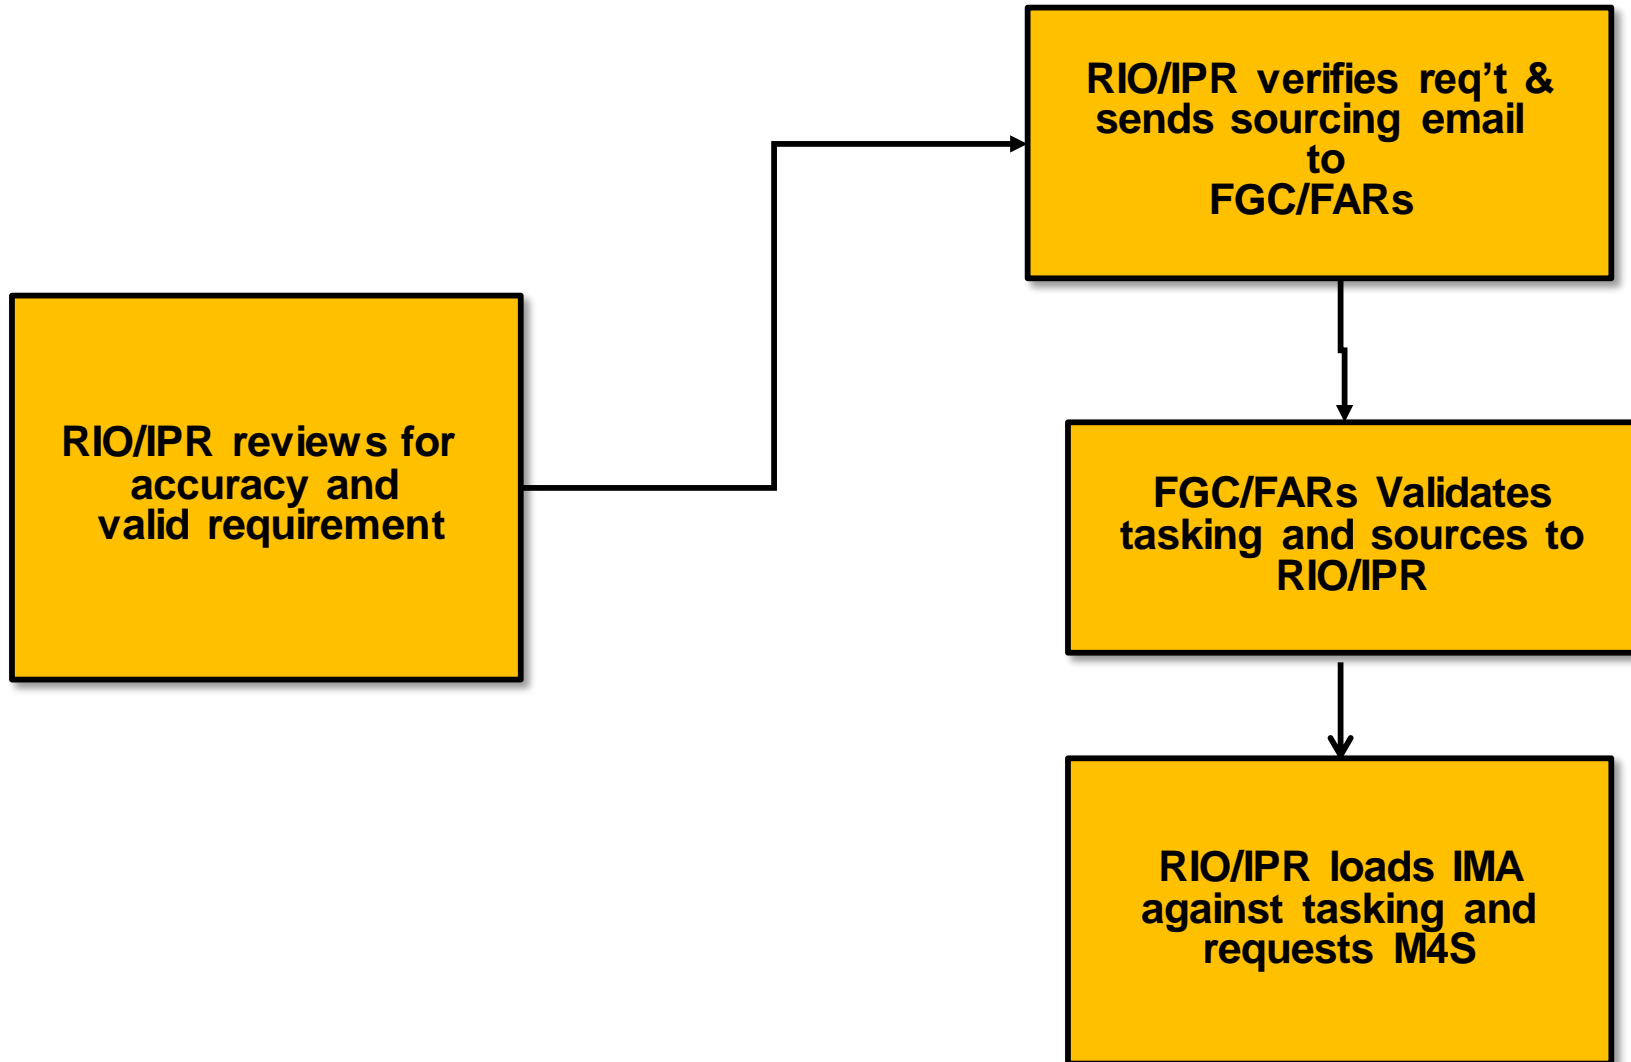 RIO/IPR reviews for
accuracy and
valid requirement
RIO/IPR verifies req’t &
sends sourcing email
to
FGC/FARs
FGC/FARs Validates
tasking and sources to
RIO/IPR
RIO/IPR loads IMA
against tasking and
requests M4S